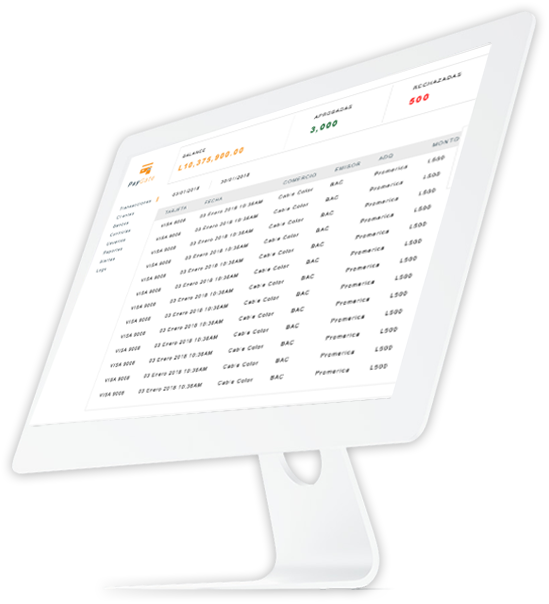 PayGold
BALANCE
APROBADAS
3,000
RECHAZADAS
500
Transacciones
Bancos
Usuarios
Reportes
Alertas
Logs
03/01/2018 30/01/2018
TARJETA FECHA COMERCIO EMISOR ADQ MONTO
VISA 9008 03 Enero 2018 10:36AM Cable Color BAC Promerica L500
VISA 9008 03 Enero 2018 10:36AM Cable Color BAC Promerica L500
VISA 9008 03 Enero 2018 10:36AM Cable Color BAC Promerica L500
VISA 9008 03 Enero 2018 10:36AM Cable Color BAC Promerica L500
VISA 9008 03 Enero 2018 10:36AM Cable Color BAC Promerica L500
VISA 9008 03 Enero 2018 10:36AM Cable Color BAC Promerica L500
VISA 9008 03 Enero 2018 10:36AM Cable Color BAC Promerica L500
VISA 9008 03 Enero 2018 10:36AM Cable Color BAC Promerica L500
VISA 9008 03 Enero 2018 10:36AM Cable Color BAC Promerica L500
VISA 9008 03 Enero 2018 10:36AM Cable Color BAC Promerica L500
VISA 9008 03 Enero 2018 10:36AM Cable Color BAC Promerica L500
VISA 9008 03 Enero 2018 10:36AM Cable Color BAC Promerica L500
VISA 9008 03 Enero 2018 10:36AM Cable Color BAC Promerica L500